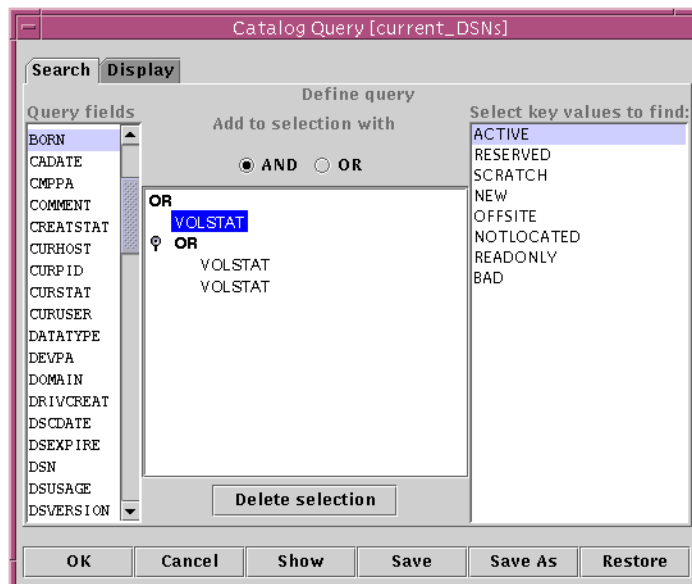 Catalog Query [current_DSNs]
Search
Display
Define query
Query fields
Add to selection with
Select key values to find:
AND
OR
BORN
CADATE
CMPPA
COMMENT
CREATSTAT
CURHOST
CURPID
CURSTAT
CURUSER
DATATYPE
DEVPA
DOMAIN
DRIVCREAT
DSCDATE
DSEXPIRE
DSN
DSUSAGE
DSVERSION
OR
VOLSTAT
OR
VOLSTAT
VOLSTAT
Delete selection
ACTIVE
RESERVED
SCRATCH
NEW
OFFSITE
NOTLOCATED
READONLY
BAD
OK
Cancel
Show
Save
Save As
Restore